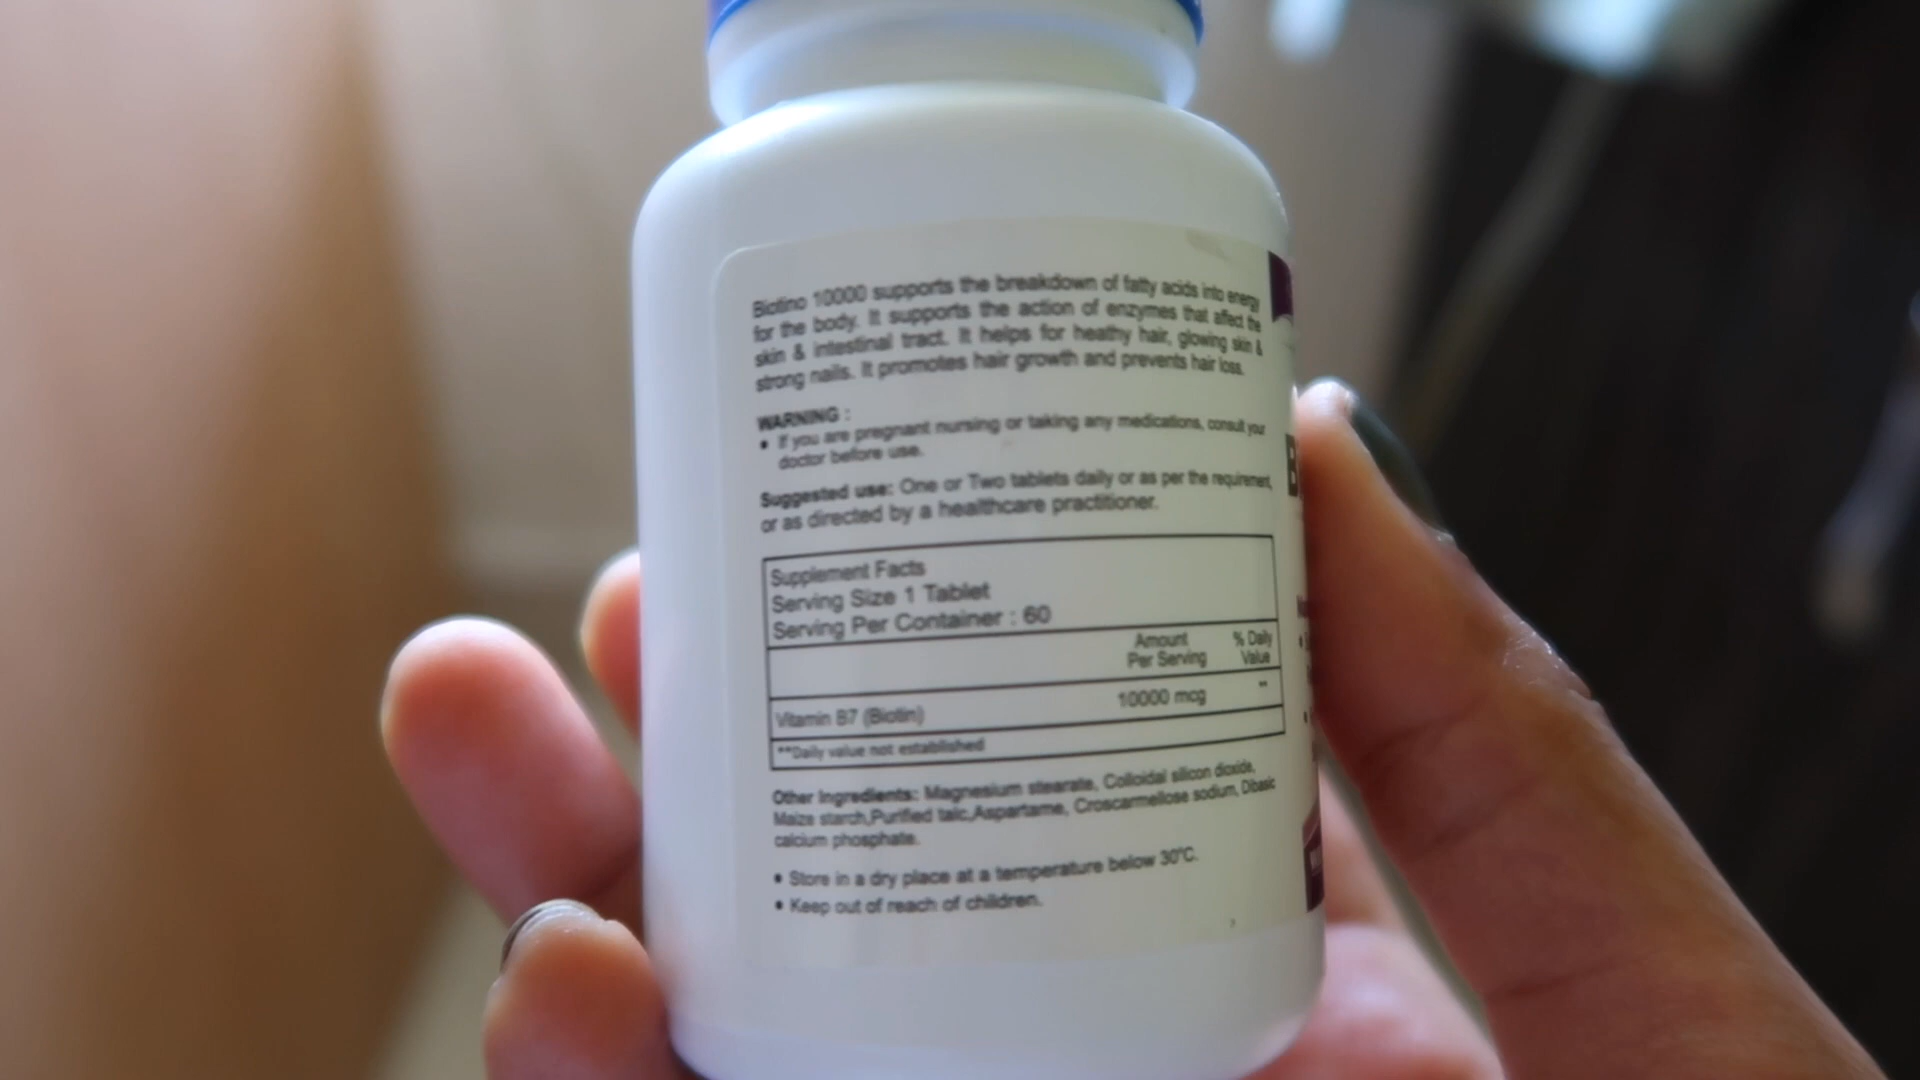 Biotino 10000 supports the breakdown of fatty acids into energy
for the body. It supports the action of enzymes that affect the
skin & intestinal tract. It helps for heathy hair, glowing skin &
strong nails. It promotes hair growth and prevents hair loss.
WARNING :
• If you are pregnant nursing or taking any medications, consult your
doctor before use.
Suggested use: One or Two tablets daily or as per the requirement,
or as directed by a healthcare practitioner.
Supplement Facts
Serving Size 1 Tablet
Serving Per Container : 60
Amount Per Serving % Daily Value
Vitamin B7 (Biotin) 10000 mcg **
**Daily value not established
Other Ingredients: Magnesium stearate, Colloidal silicon dioxide,
Maize starch,Purified talc,Aspartame, Croscarmellose sodium, Dibasic
calcium phosphate.
• Store in a dry place at a temperature below 30°C.
• Keep out of reach of children.